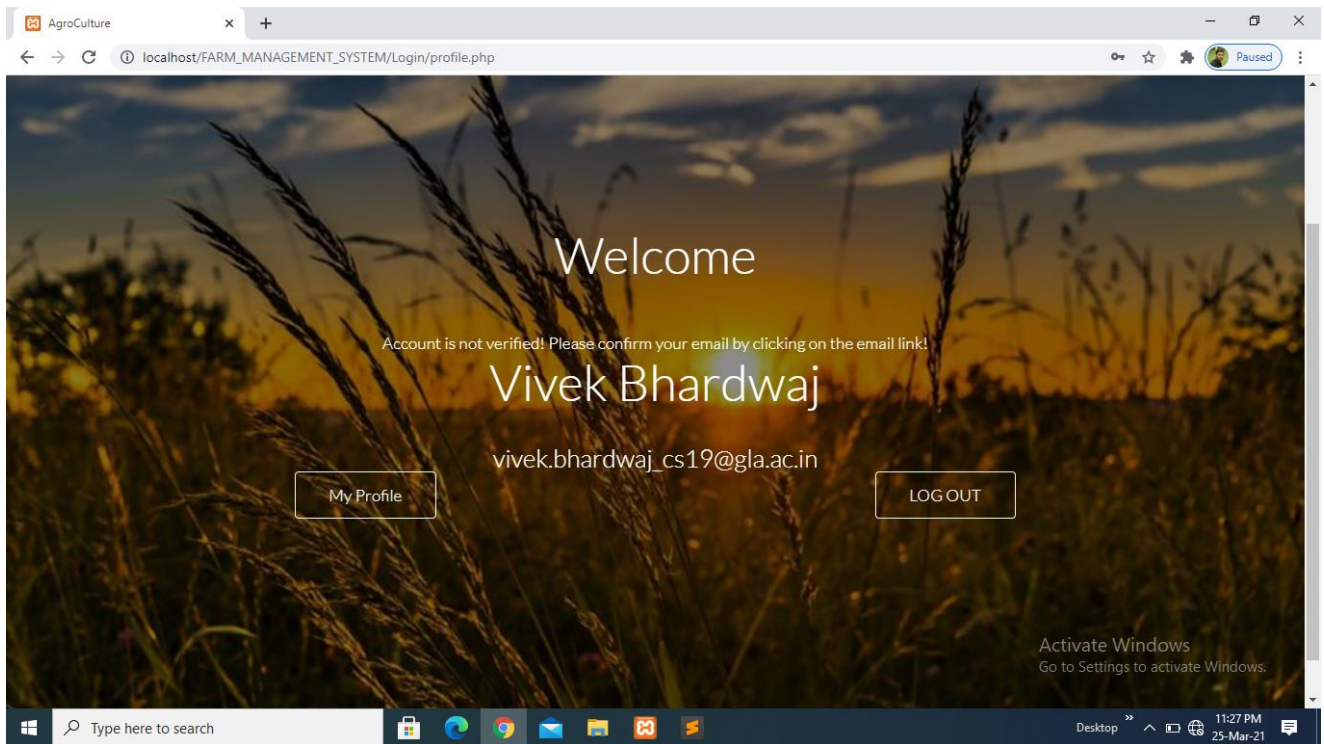 AgroCulture
localhost/FARM_MANAGEMENT_SYSTEM/Login/profile.php
Paused
Welcome
Account is not verified! Please confirm your email by clicking on the email link!
Vivek Bhardwaj
vivek.bhardwaj_cs19@gla.ac.in
My Profile
LOG OUT
Activate Windows
Go to Settings to activate Windows.
Type here to search
Desktop
11:27 PM
25-Mar-21